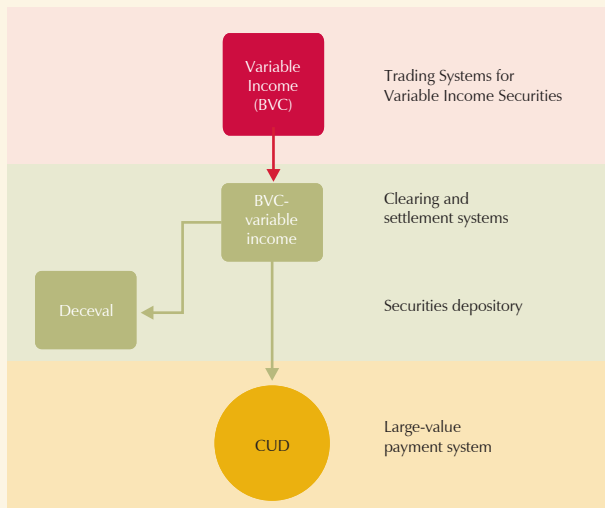 Variable
Income
(BVC)
Trading Systems for
Variable Income Securities
BVC-
variable
income
Clearing and
settlement systems
Deceval
Securities depository
CUD
Large-value
payment system